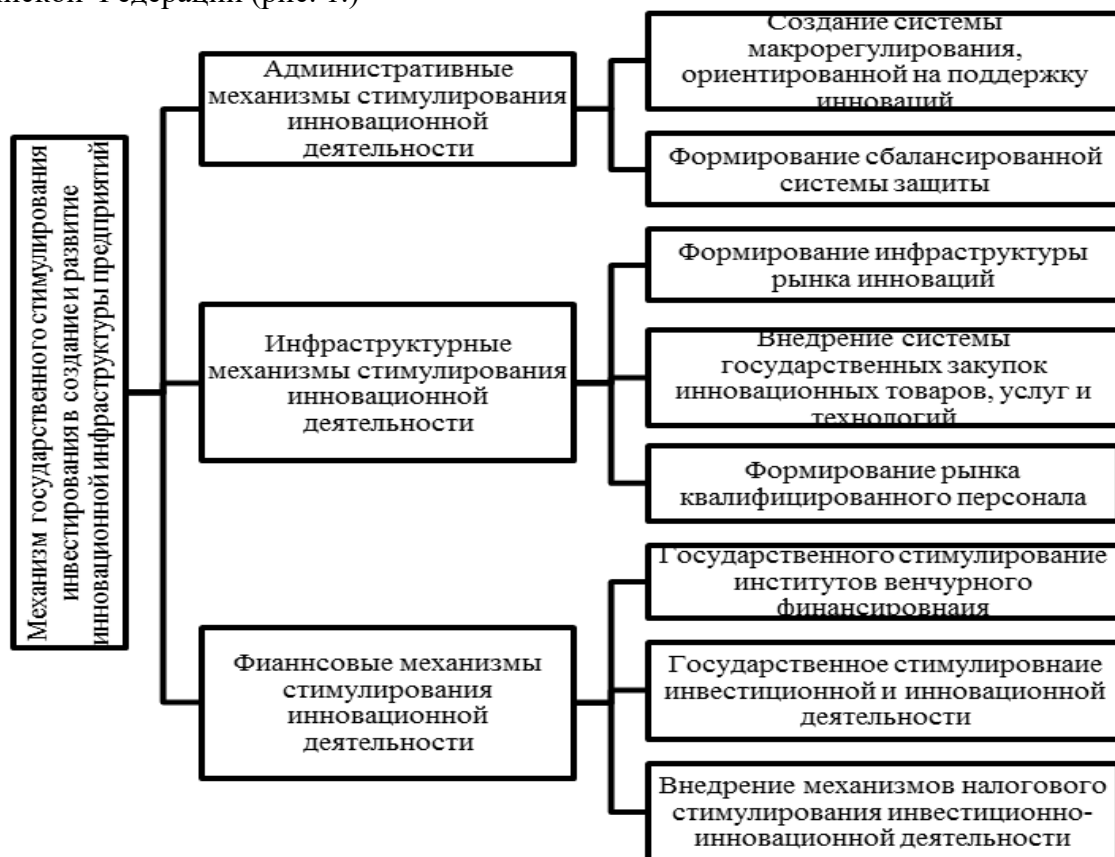 нской Федерации (рис. 1.)
Механизм государственного стимулирования
инвестирования в создание и развитие
инновационной инфраструктуры предприятий
Административные
механизмы стимулирования
инновационной
деятельности
Создание системы
макрорегулирования,
ориентированной на поддержку
инноваций
Формирование сбалансированной
системы защиты
Инфраструктурные
механизмы стимулирования
инновационной
деятельности
Формирование инфраструктуры
рынка инноваций
Внедрение системы
государственных закупок
инновационных товаров, услуг и
технологий
Формирование рынка
квалифицированного персонала
Фианнсовые механизмы
стимулирования
инновационной
деятельности
Государственного стимулирование
институтов венчурного
финансировнаия
Государственное стимулировнаие
инвестиционной и инновационной
деятельности
Внедрение механизмов налогового
стимулирования инвестиционно-
инновационной деятельности